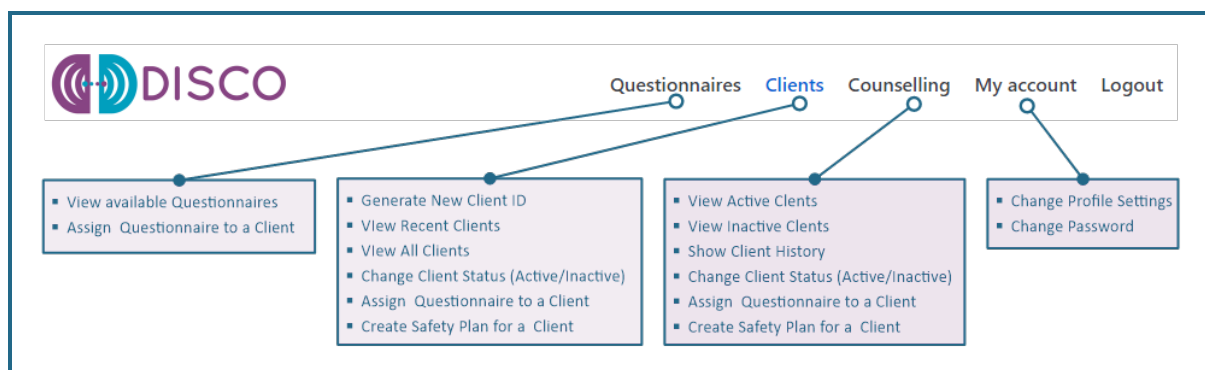 DISCO
Questionnaires Clients Counselling My account Logout
▪ View available Questionnaires
▪ Assign Questionnaire to a Client
▪ Generate New Client ID
▪ VIew Recent Clients
▪ VIew All Clients
▪ Change Client Status (Active/Inactive)
▪ Assign Questionnaire to a Client
▪ Create Safety Plan for a Client
▪ View Active Clents
▪ View Inactive Clents
▪ Show Client History
▪ Change Client Status (Active/Inactive)
▪ Assign Questionnaire to a Client
▪ Create Safety Plan for a Client
▪ Change Profile Settings
▪ Change Password